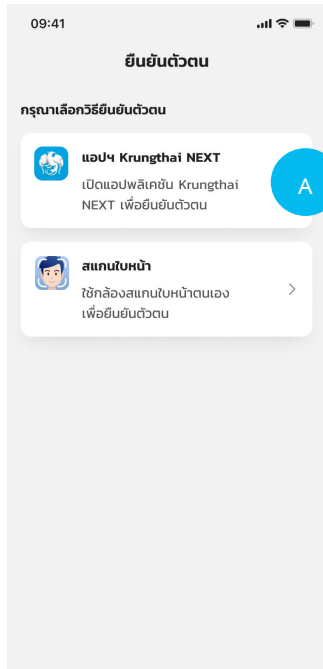 09:41
ยืนยันตัวตน
กรุณาเลือกวิธียืนยันตัวตน
แอปฯ Krungthai NEXT
เปิดแอปพลิเคชัน Krungthai
NEXT เพื่อยืนยันตัวตน
A
สแกนใบหน้า
ใช้กล้องสแกนใบหน้าตนเอง
เพื่อยืนยันตัวตน